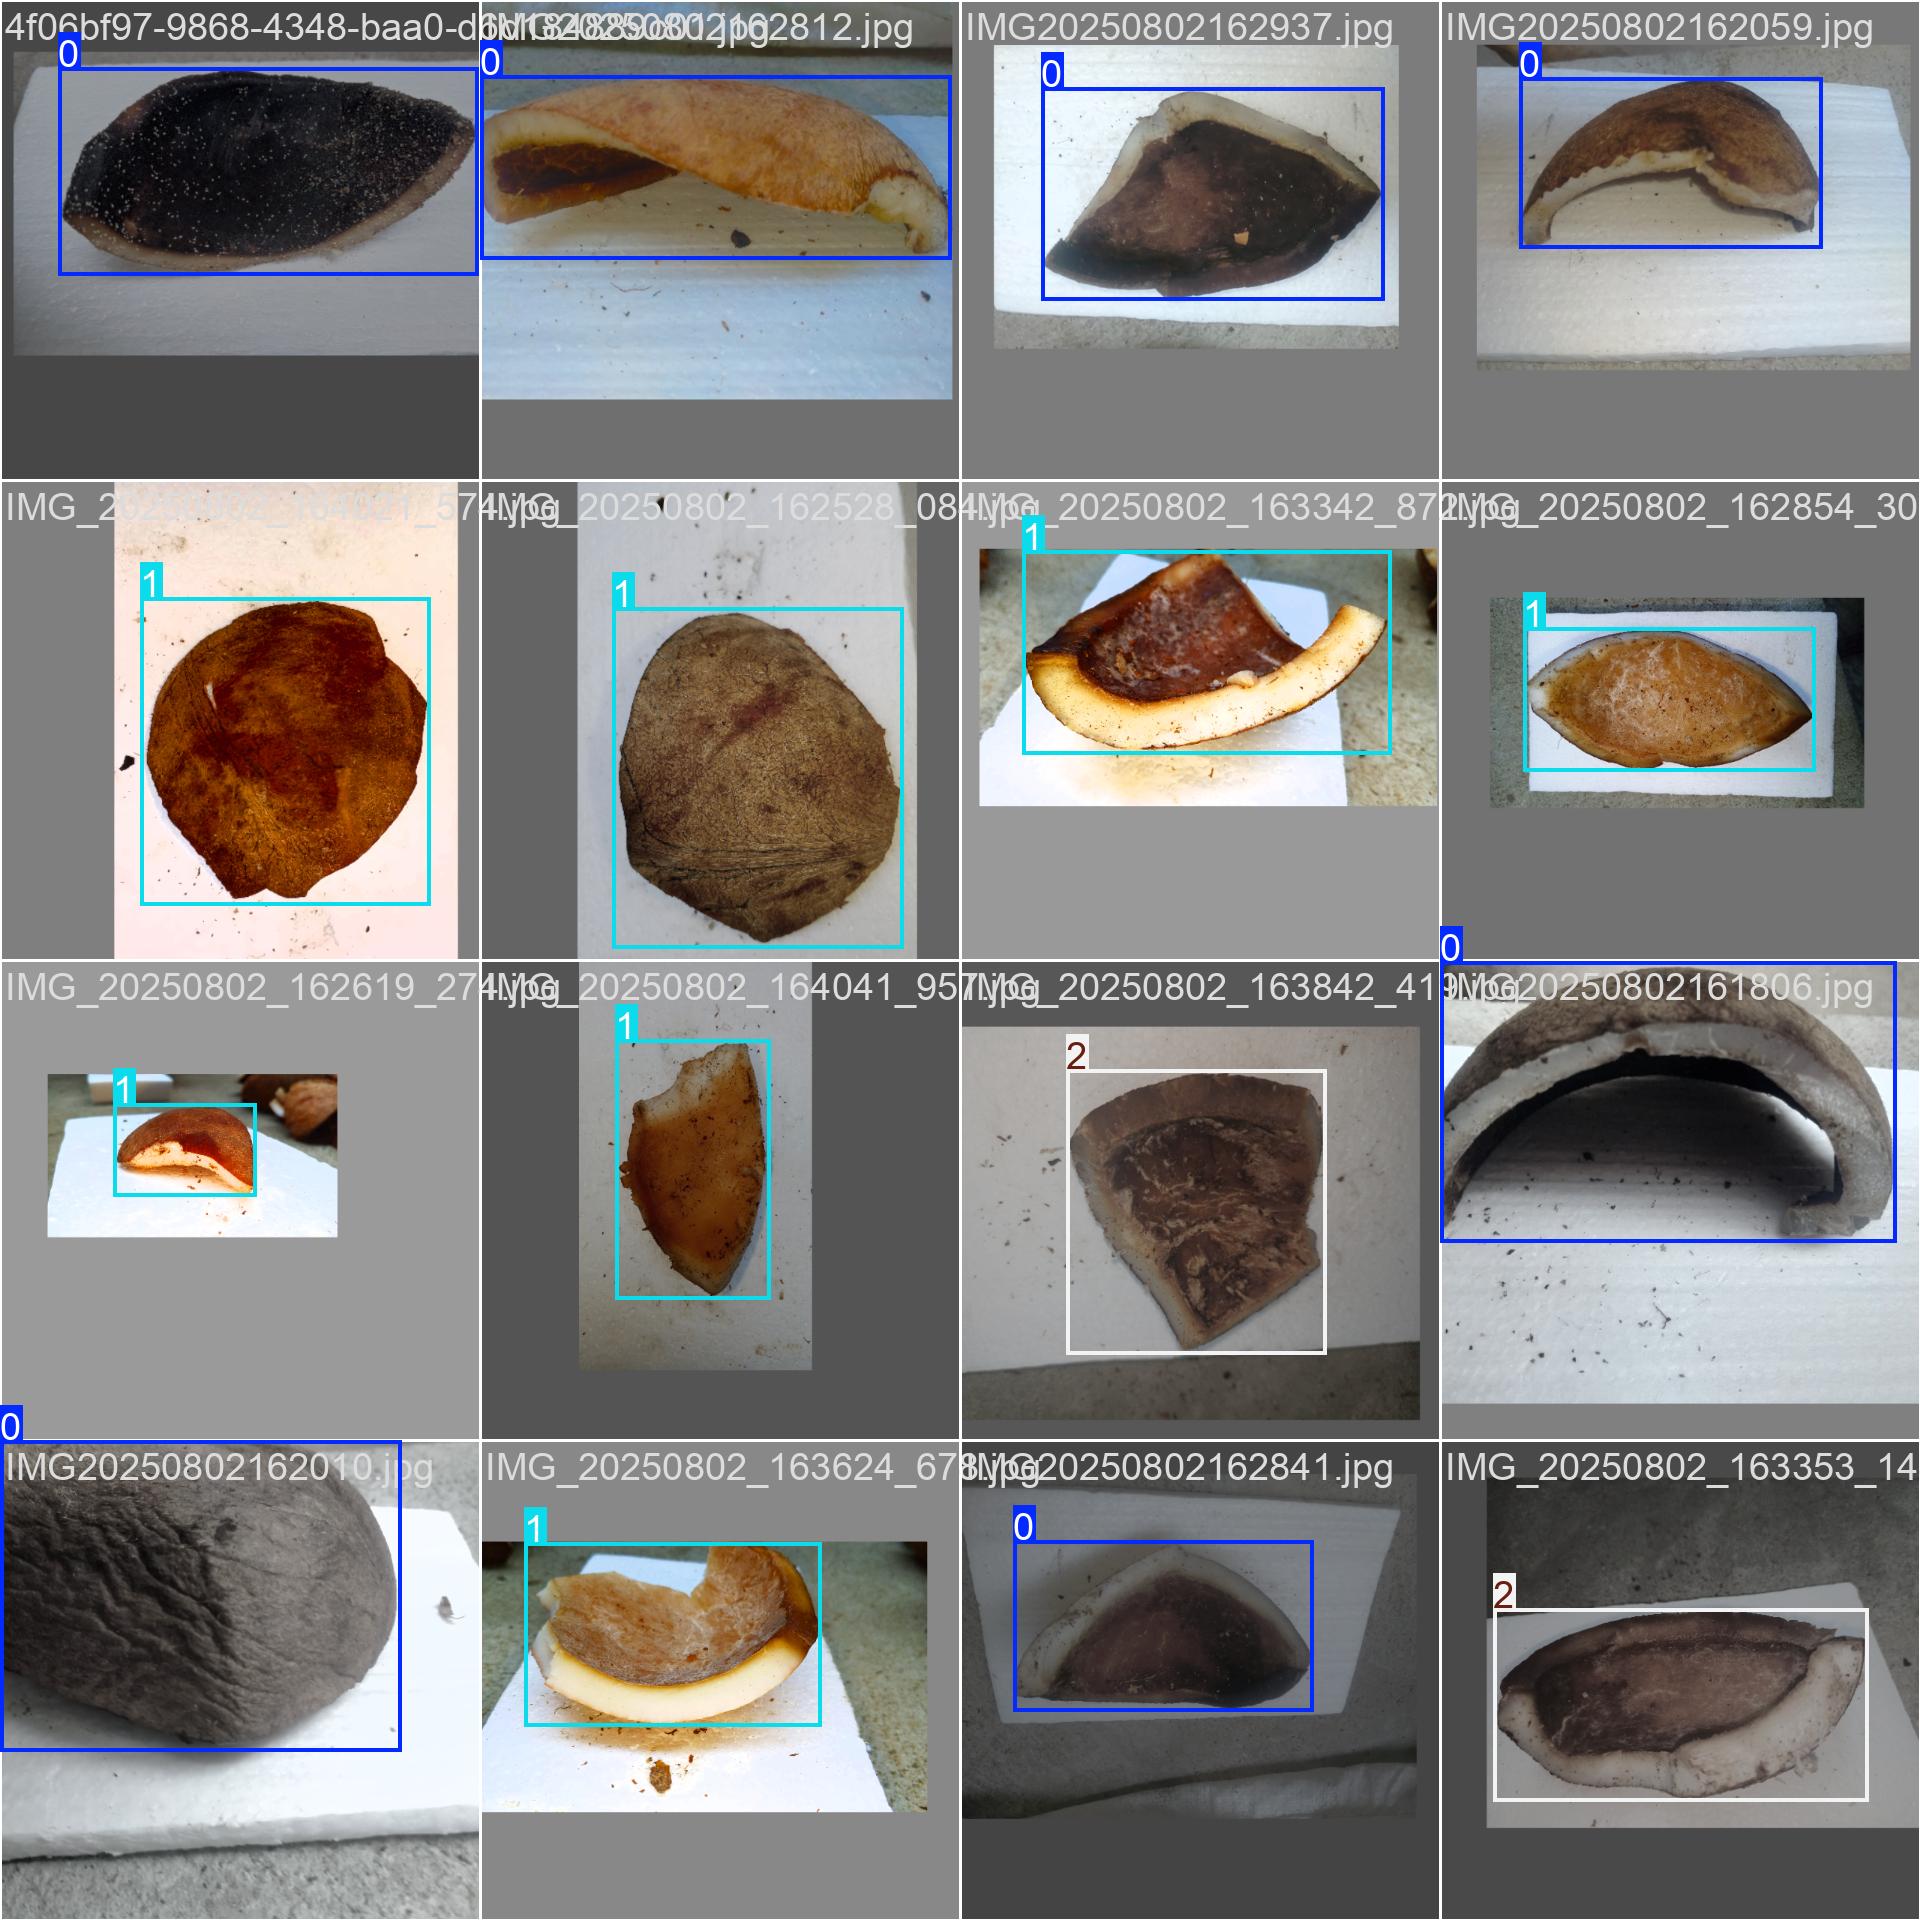 4f06bf97-9868-4348-baa0-d
IMG20250802162812.jpg
IMG20250802162937.jpg
IMG20250802162059.jpg
0
0
0
0
IMG_20250802_164021_574.jpg
IMG_20250802_162528_084.jpg
IMG_20250802_163342_872.jpg
IMG_20250802_162854_30
1
1
1
1
0
IMG_20250802_162619_274.jpg
IMG_20250802_164041_957.jpg
IMG_20250802_163842_419.jpg
IMG20250802161806.jpg
1
1
2
0
IMG20250802162010.jpg
IMG_20250802_163624_678.jpg
IMG20250802162841.jpg
IMG_20250802_163353_14
1
0
2